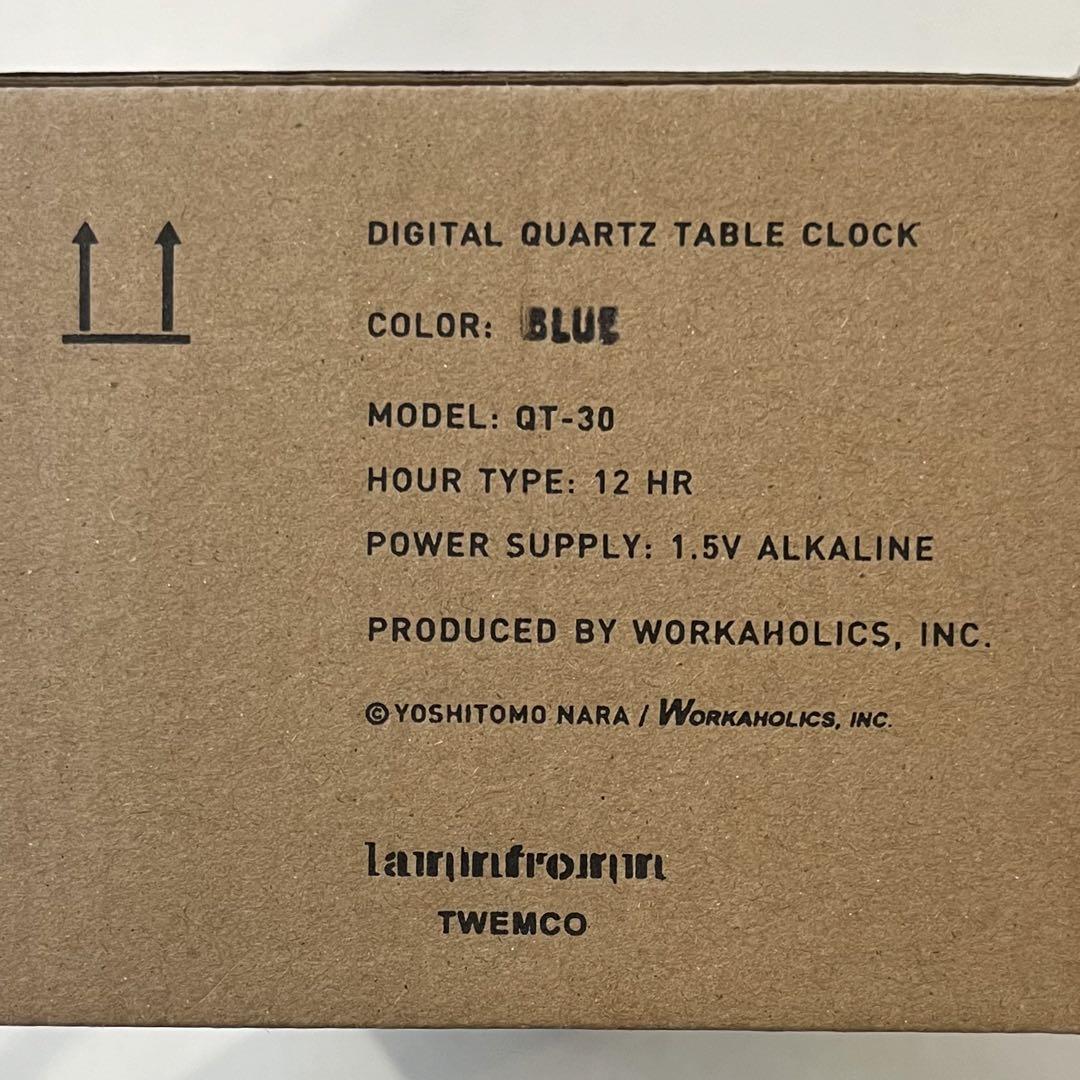 DIGITAL QUARTZ TABLE CLOCK
COLOR: BLUE
MODEL: QT-30
HOUR TYPE: 12 HR
POWER SUPPLY: 1.5V ALKALINE
PRODUCED BY WORKAHOLICS, INC.
©YOSHITOMO NARA / WORKAHOLICS, INC.
lammfromm
TWEMCO